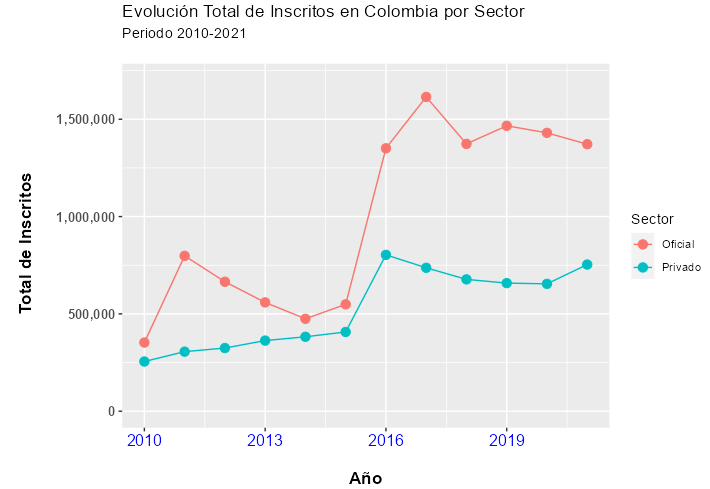 Evolución Total de Inscritos en Colombia por Sector
Periodo 2010-2021
Total de Inscritos
1,500,000
1,000,000
500,000
0
2010 2013 2016 2019
Año
Sector
Oficial
Privado